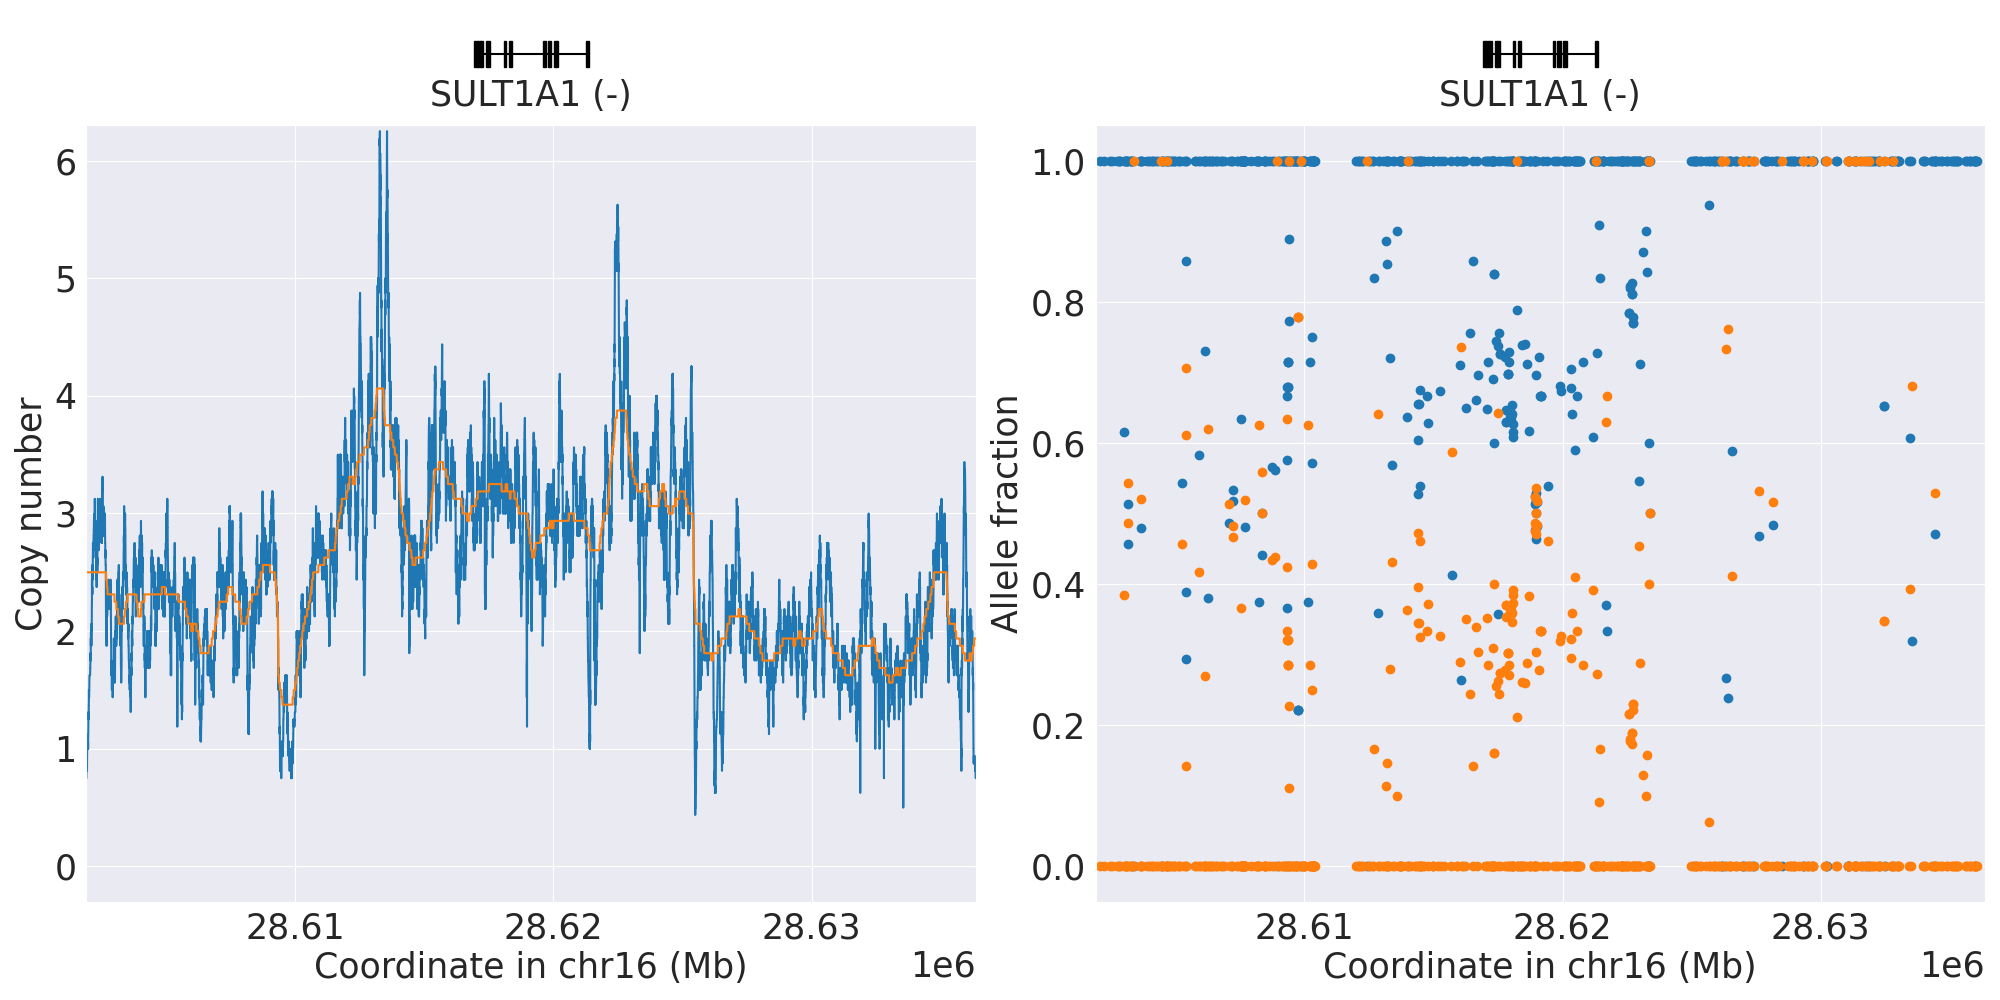 SULT1A1 (-)
6
5
4
3
2
1
0
Copy number
28.61
28.62
28.63
Coordinate in chr16 (Mb)
1e6
SULT1A1 (-)
1.0
0.8
0.6
0.4
0.2
0.0
Allele fraction
28.61
28.62
28.63
Coordinate in chr16 (Mb)
1e6